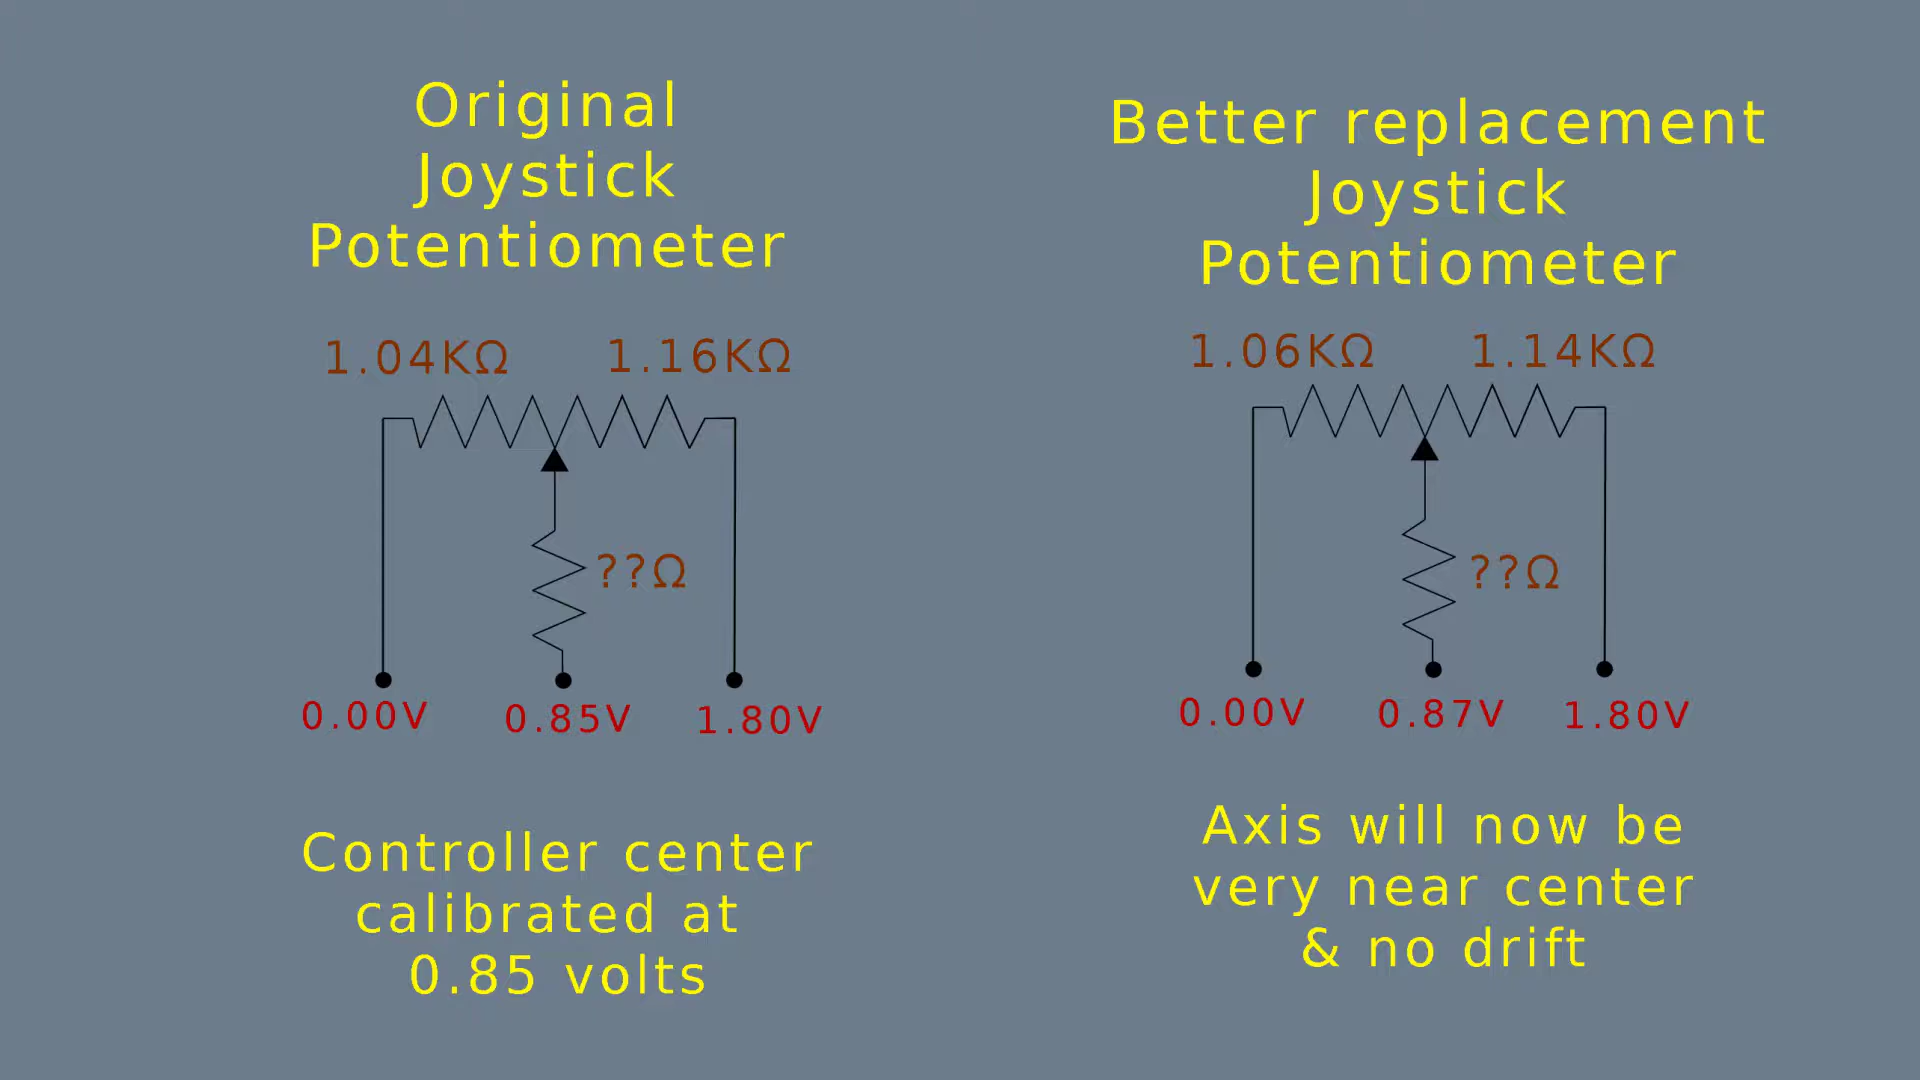 Original
Joystick
Potentiometer
1.04KΩ 1.16KΩ
??Ω
0.00V 0.85V 1.80V
Controller center
calibrated at
0.85 volts
Better replacement
Joystick
Potentiometer
1.06KΩ 1.14KΩ
??Ω
0.00V 0.87V 1.80V
Axis will now be
very near center
& no drift